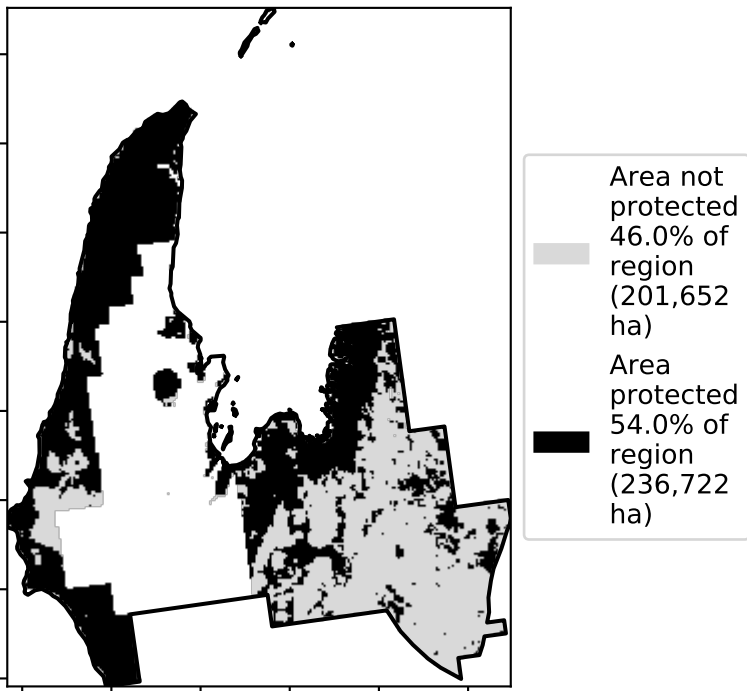 Area not
protected
46.0% of
region
(201,652
ha)
Area
protected
54.0% of
region
(236,722
ha)